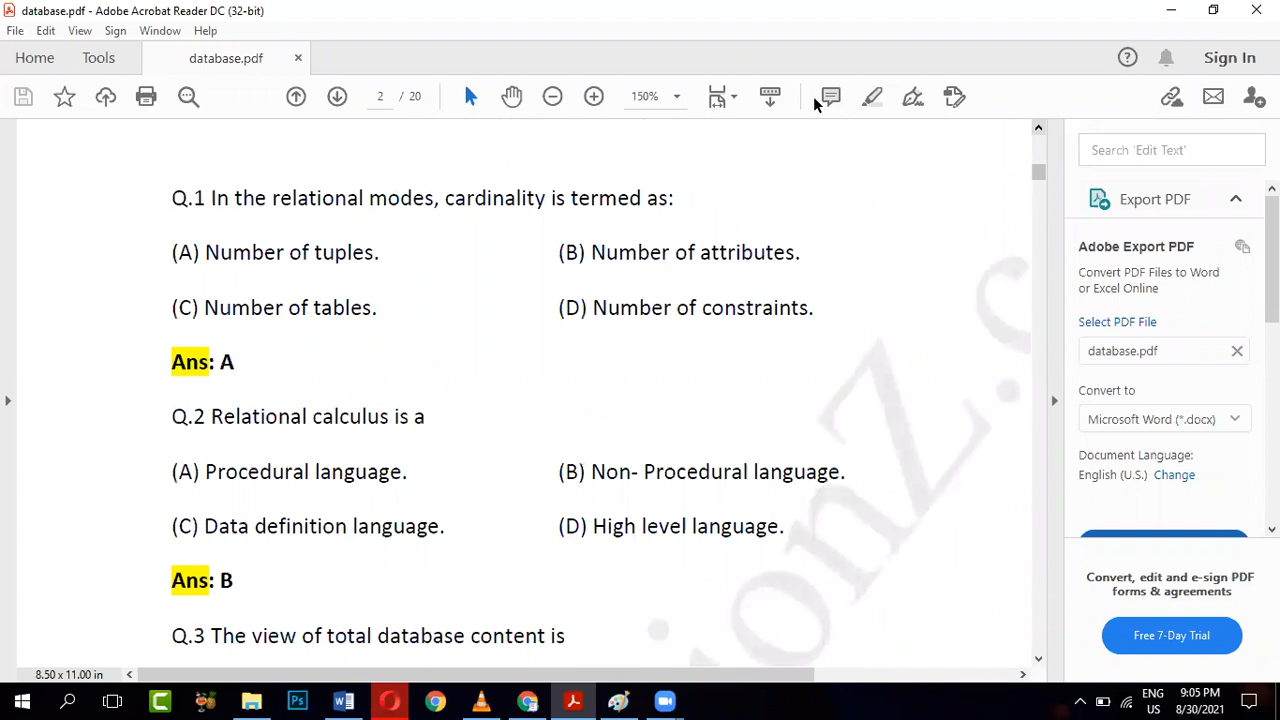 database.pdf - Adobe Acrobat Reader DC (32-bit)
File Edit View Sign Window Help
Home Tools database.pdf Sign In
2 / 20 150%
Q.1 In the relational modes, cardinality is termed as:
(A) Number of tuples. (B) Number of attributes.
(C) Number of tables. (D) Number of constraints.
Ans: A
Q.2 Relational calculus is a
(A) Procedural language. (B) Non- Procedural language.
(C) Data definition language. (D) High level language.
Ans: B
Q.3 The view of total database content is
8.50 x 11.00 in
Search 'Edit Text'
Export PDF
Adobe Export PDF
Convert PDF Files to Word
or Excel Online
Select PDF File
database.pdf
Convert to
Microsoft Word (*.docx)
Document Language:
English (U.S.) Change
Convert, edit and e-sign PDF
forms & agreements
Free 7-Day Trial
ENG
US
9:05 PM
8/30/2021